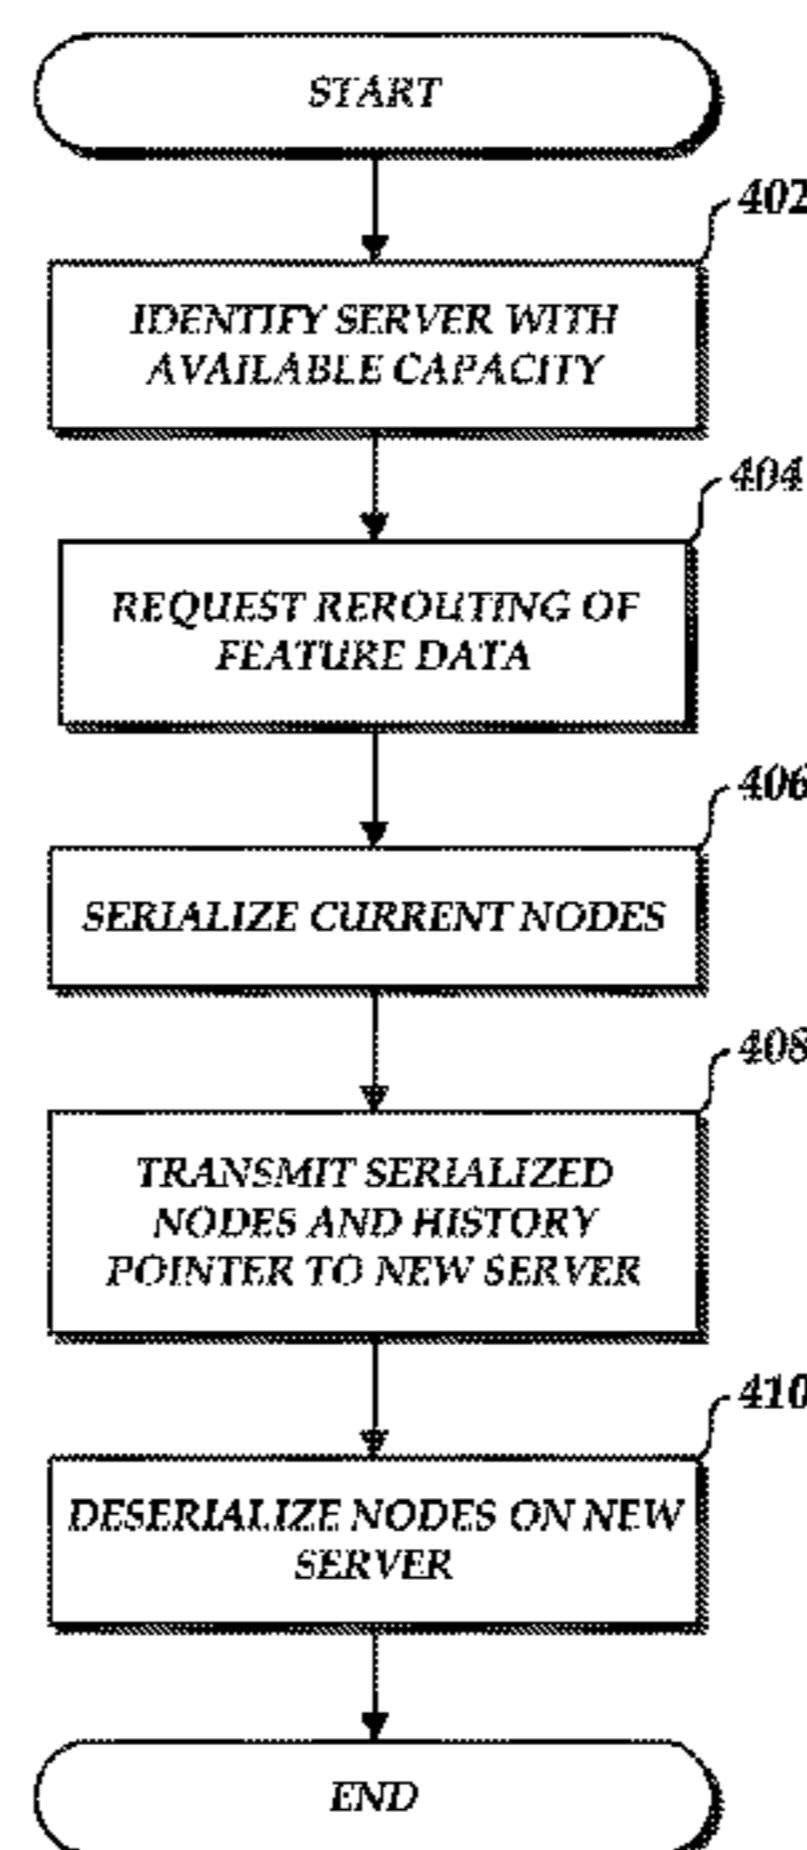 START
402
IDENTIFY SERVER WITH
AVAILABLE CAPACITY
404
REQUEST REROUTING OF
FEATURE DATA
406
SERIALIZE CURRENT NODES
408
TRANSMIT SERIALIZED
NODES AND HISTORY
POINTER TO NEW SERVER
410
DESERIALIZE NODES ON NEW
SERVER
END